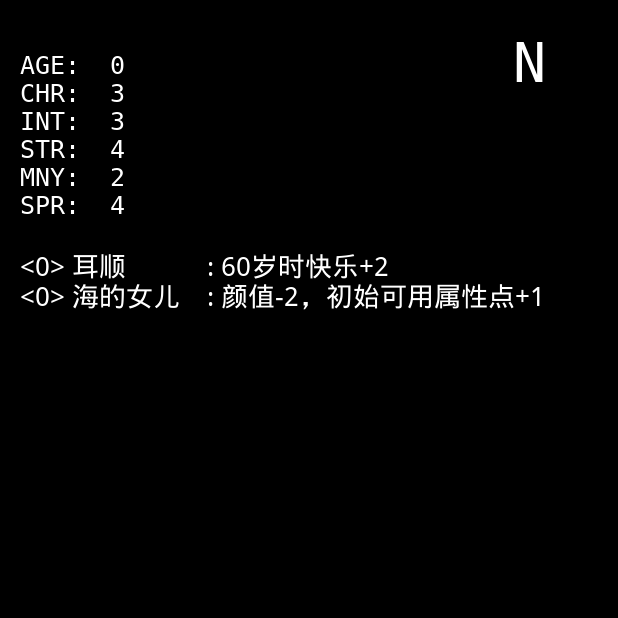 N
AGE: 0
CHR: 3
INT: 3
STR: 4
MNY: 2
SPR: 4
<0> 耳顺 : 60岁时快乐+2
<0> 海的女儿 : 颜值-2，初始可用属性点+1